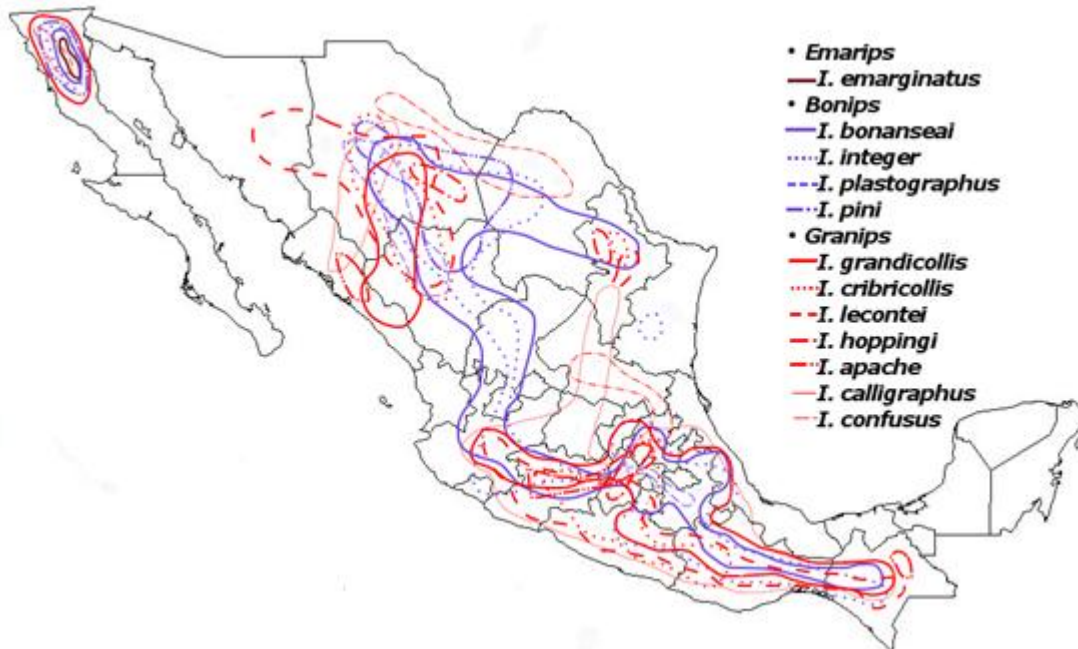 • Emarips
I. emarginatus
• Bonips
I. bonanseai
I. integer
I. plastographus
I. pini
• Granips
I. grandicollis
I. cribricollis
I. lecontei
I. hoppingi
I. apache
I. calligraphus
I. confusus